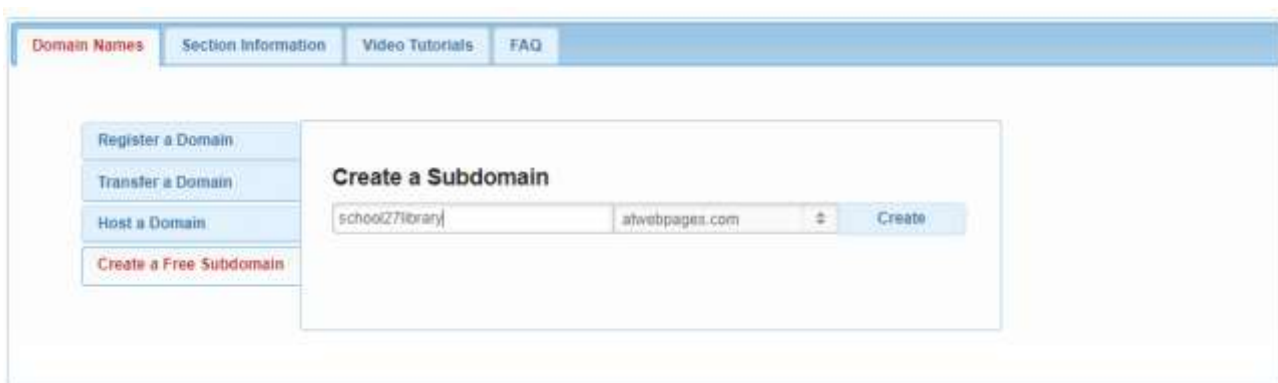 Domain Names Section Information Video Tutorials FAQ
Register a Domain
Transfer a Domain
Host a Domain
Create a Free Subdomain
Create a Subdomain
school27library atwebpages.com Create